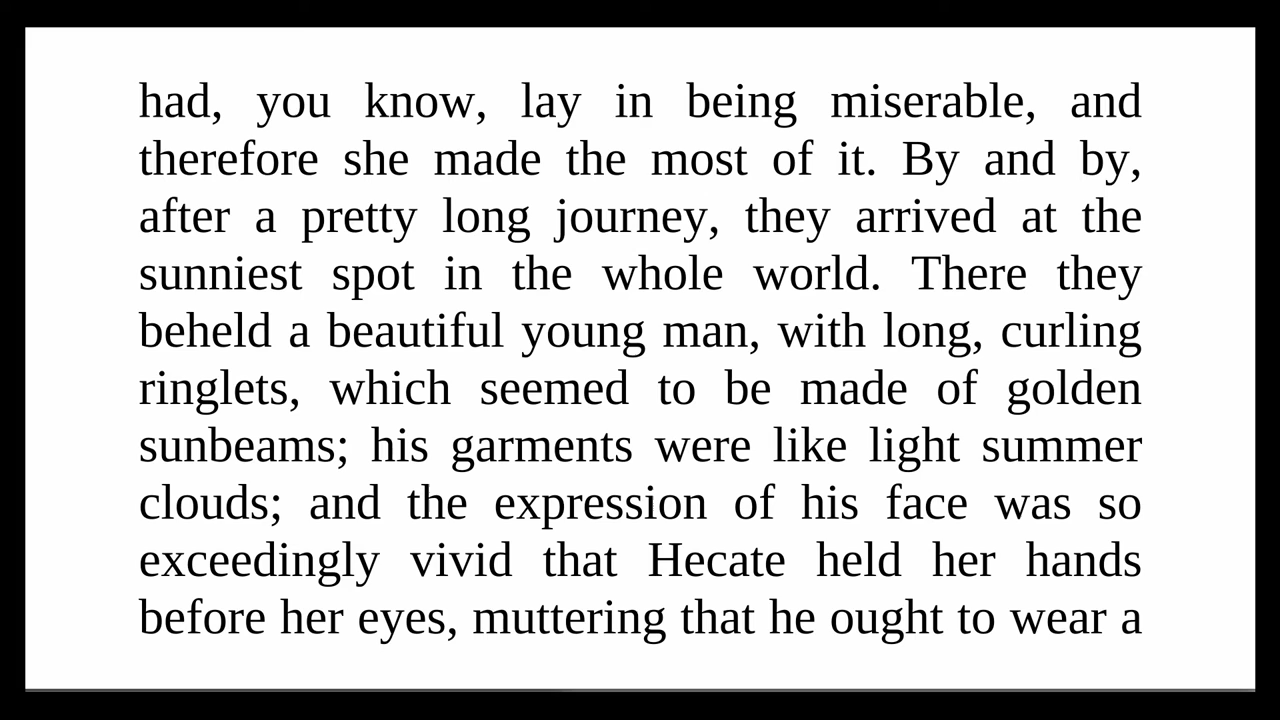 had, you know, lay in being miserable, and
therefore she made the most of it. By and by,
after a pretty long journey, they arrived at the
sunniest spot in the whole world. There they
beheld a beautiful young man, with long, curling
ringlets, which seemed to be made of golden
sunbeams; his garments were like light summer
clouds; and the expression of his face was so
exceedingly vivid that Hecate held her hands
before her eyes, muttering that he ought to wear a